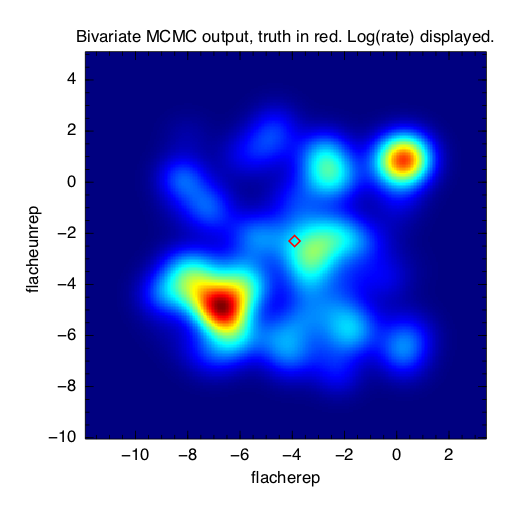 Bivariate MCMC output, truth in red. Log(rate) displayed.
4
2
0
−2
−4
−6
−8
−10
flacheunrep
−10 −8 −6 −4 −2 0 2
flacherep